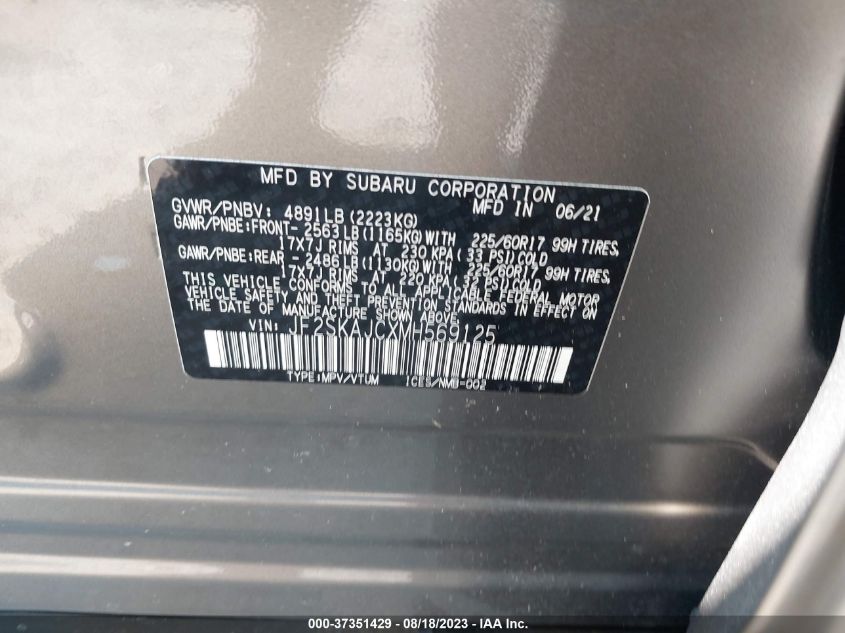 MFD BY SUBARU CORPORATION
GVWR/PNBV: 4891LB (2223KG) MFD IN 06/21
GAWR/PNBE:FRONT- 2563LB (1165KG) WITH 225/60R17 99H TIRES,
17X7J RIMS AT 230 KPA ( 33 PSI) COLD
GAWR/PNBE:REAR - 2486LB (1130KG) WITH 225/60R17 99H TIRES,
17X7J RIMS AT 220 KPA ( 32 PSI) COLD
THIS VEHICLE CONFORMS TO ALL APPLICABLE FEDERAL MOTOR
VEHICLE SAFETY AND THEFT PREVENTION STANDARDS IN EFFECT ON
THE DATE OF MANUFACTURE SHOWN ABOVE.
VIN: JF2SKAJCXMH569125
TYPE:MPV/VTUM ICES/NMB-002
000-37351429 - 08/18/2023 - IAA Inc.